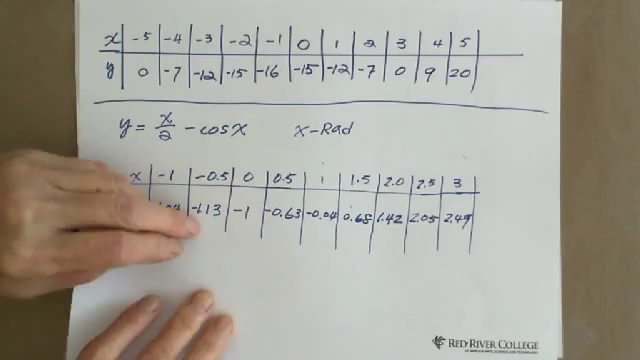 x -5 -4 -3 -2 -1 0 1 2 3 4 5
y 0 -7 -12 -15 -16 -15 -12 -7 0 9 20
y = x/2 - cosx x-Rad
x -1 -0.5 0 0.5 1 1.5 2.0 2.5 3
-1.13 -1 -0.63 -0.04 0.68 1.42 2.05 2.49
RED RIVER COLLEGE